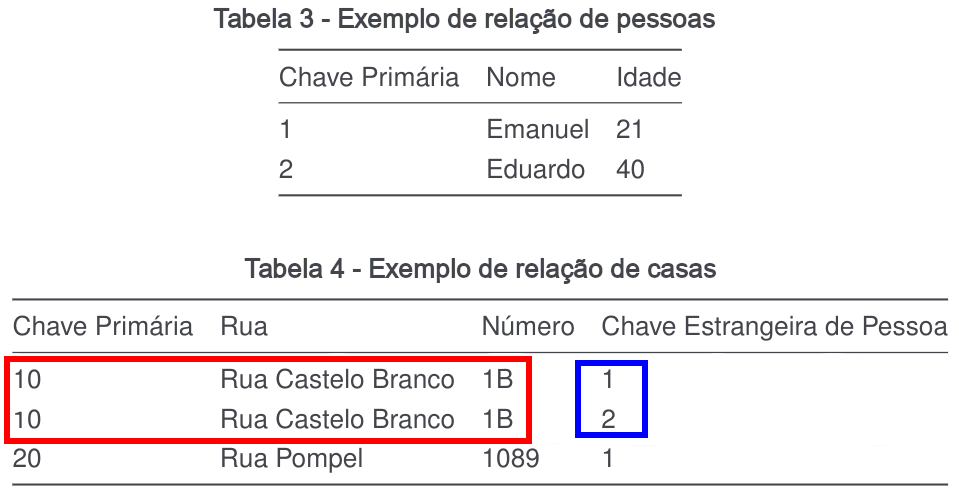 Tabela 3 - Exemplo de relação de pessoas
Chave Primária Nome Idade
1 Emanuel 21
2 Eduardo 40
Tabela 4 - Exemplo de relação de casas
Chave Primária Rua Número Chave Estrangeira de Pessoa
10 Rua Castelo Branco 1B 1
10 Rua Castelo Branco 1B 2
20 Rua Pompel 1089 1